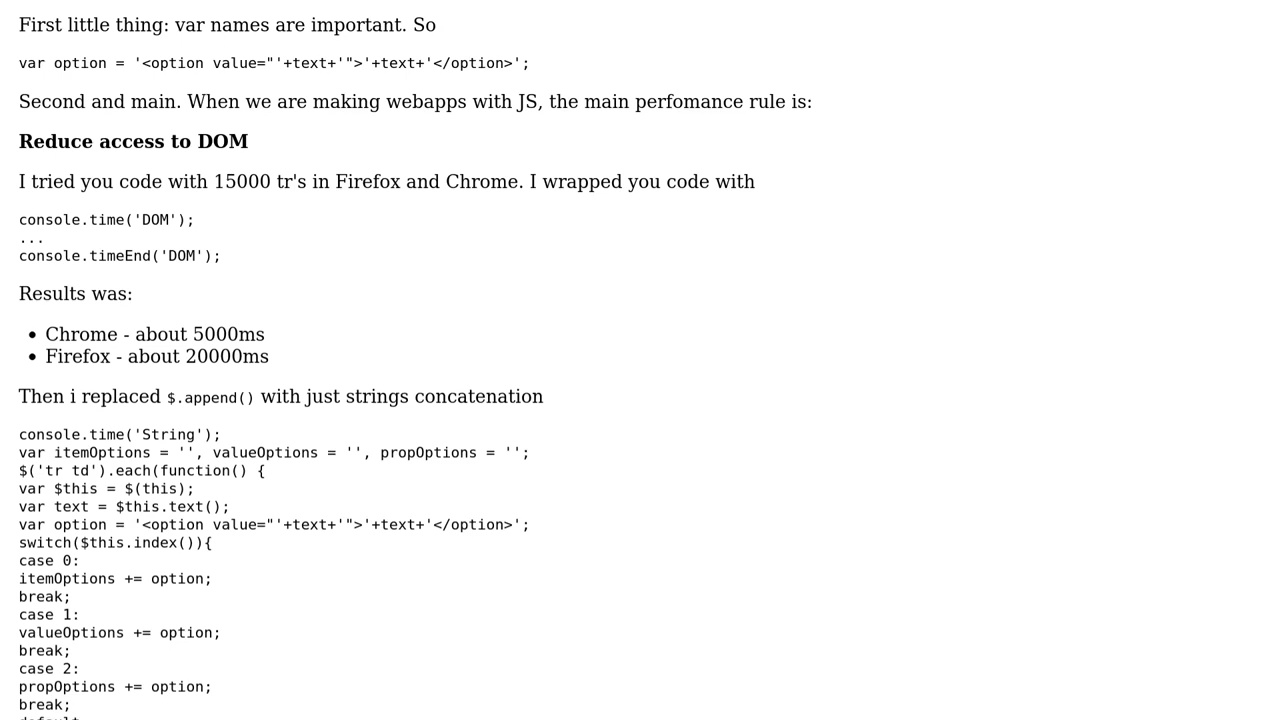 First little thing: var names are important. So
var option = '<option value="'+text+'">'+text+'</option>';
Second and main. When we are making webapps with JS, the main perfomance rule is:
Reduce access to DOM
I tried you code with 15000 tr's in Firefox and Chrome. I wrapped you code with
console.time('DOM');
...
console.timeEnd('DOM');
Results was:
• Chrome - about 5000ms
• Firefox - about 20000ms
Then i replaced $.append() with just strings concatenation
console.time('String');
var itemOptions = '', valueOptions = '', propOptions = '';
$('tr td').each(function() {
var $this = $(this);
var text = $this.text();
var option = '<option value="'+text+'">'+text+'</option>';
switch($this.index()){
case 0:
itemOptions += option;
break;
case 1:
valueOptions += option;
break;
case 2:
propOptions += option;
break;